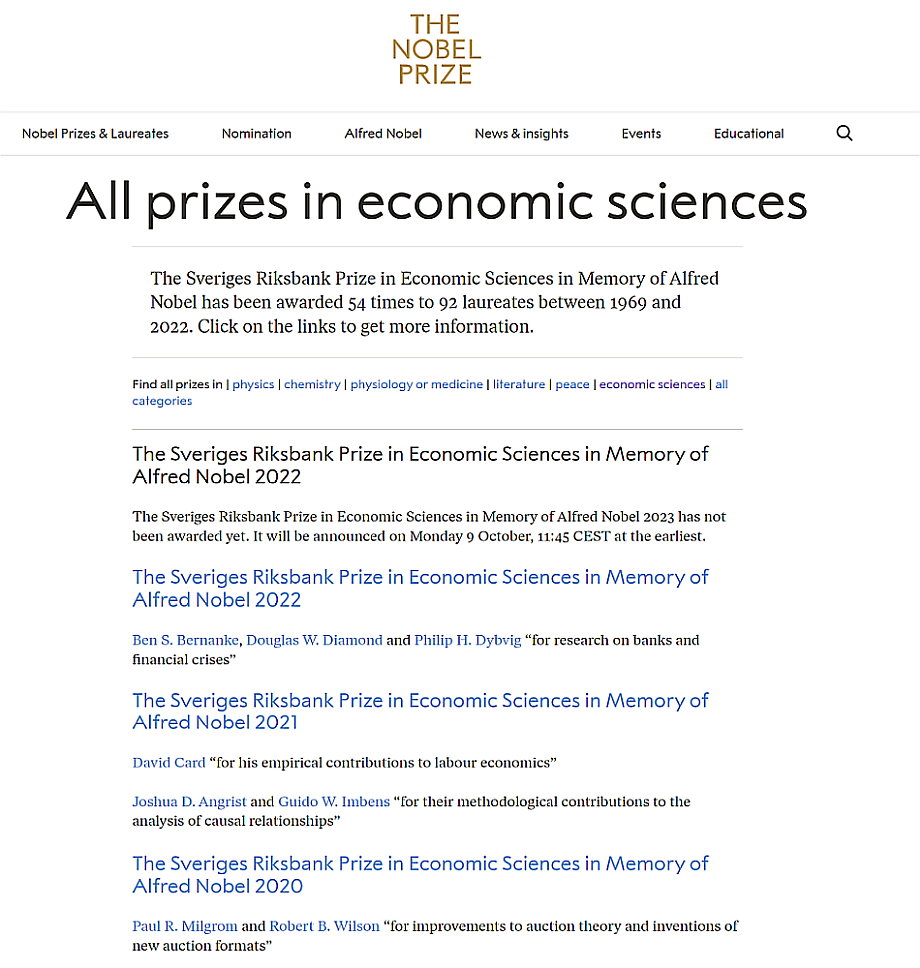 THE
NOBEL
PRIZE
Nobel Prizes & Laureates Nomination Alfred Nobel News & insights Events Educational
All prizes in economic sciences
The Sveriges Riksbank Prize in Economic Sciences in Memory of Alfred
Nobel has been awarded 54 times to 92 laureates between 1969 and
2022. Click on the links to get more information.
Find all prizes in | physics | chemistry | physiology or medicine | literature | peace | economic sciences | all
categories
The Sveriges Riksbank Prize in Economic Sciences in Memory of
Alfred Nobel 2022
The Sveriges Riksbank Prize in Economic Sciences in Memory of Alfred Nobel 2023 has not
been awarded yet. It will be announced on Monday 9 October, 11:45 CEST at the earliest.
The Sveriges Riksbank Prize in Economic Sciences in Memory of
Alfred Nobel 2022
Ben S. Bernanke, Douglas W. Diamond and Philip H. Dybvig “for research on banks and
financial crises”
The Sveriges Riksbank Prize in Economic Sciences in Memory of
Alfred Nobel 2021
David Card “for his empirical contributions to labour economics”
Joshua D. Angrist and Guido W. Imbens “for their methodological contributions to the
analysis of causal relationships”
The Sveriges Riksbank Prize in Economic Sciences in Memory of
Alfred Nobel 2020
Paul R. Milgrom and Robert B. Wilson “for improvements to auction theory and inventions of
new auction formats”